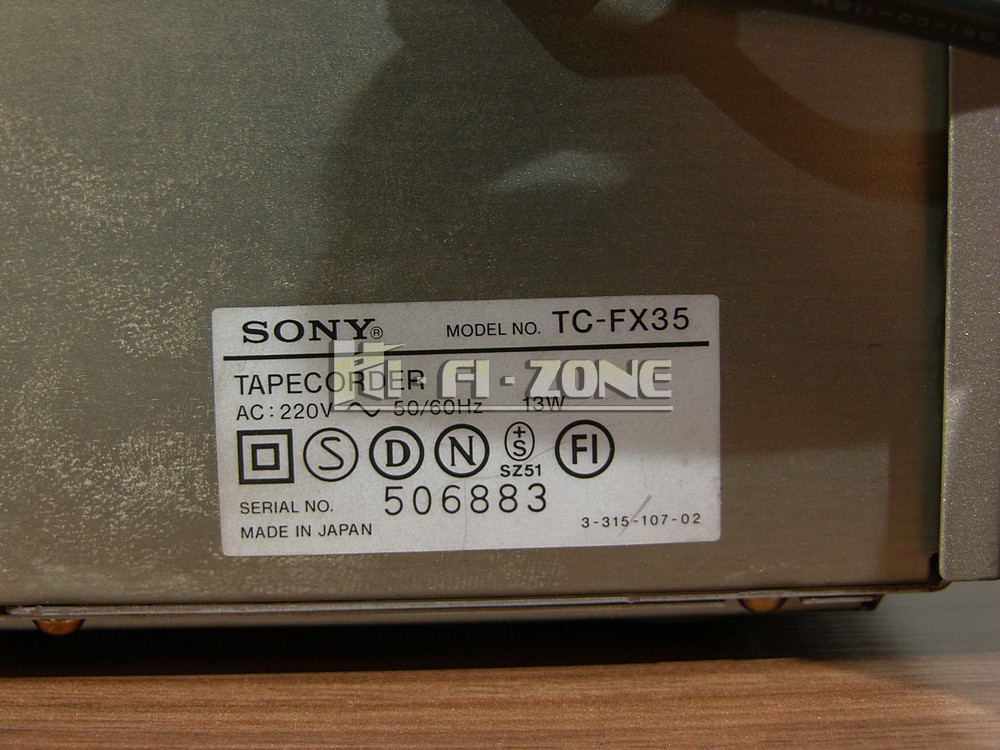 SONY® MODEL NO. TC-FX35
TAPECORDER
Hi-FI-ZONE
AC: 220V ~ 50/60Hz 13W
S D N +S FI
SZ51
SERIAL NO. 506883
MADE IN JAPAN 3-315-107-02